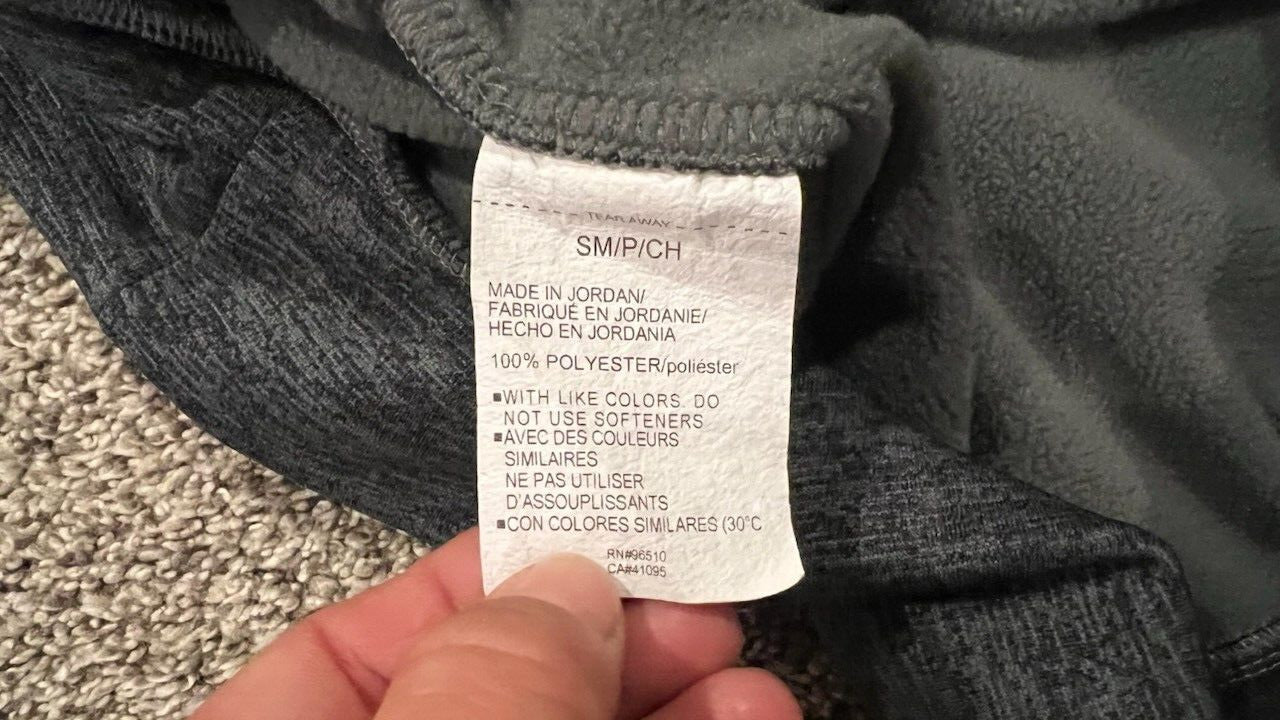 TEAR AWAY
SM/P/CH
MADE IN JORDAN/
FABRIQUÉ EN JORDANIE/
HECHO EN JORDANIA
100% POLYESTER/poliéster
■WITH LIKE COLORS. DO
NOT USE SOFTENERS
■AVEC DES COULEURS
SIMILAIRES
NE PAS UTILISER
D'ASSOUPLISSANTS
■CON COLORES SIMILARES (30°C
RN#96510
CA#41095